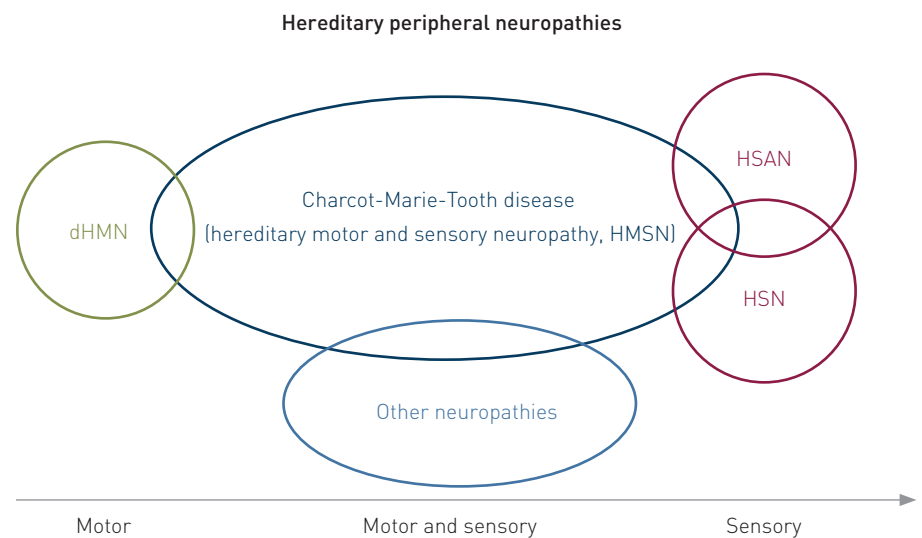 Hereditary peripheral neuropathies
HSAN
Charcot-Marie-Tooth disease
dHMN
(hereditary motor and sensory neuropathy, HMSN)
HSN
Other neuropathies
Motor
Motor and sensory
Sensory